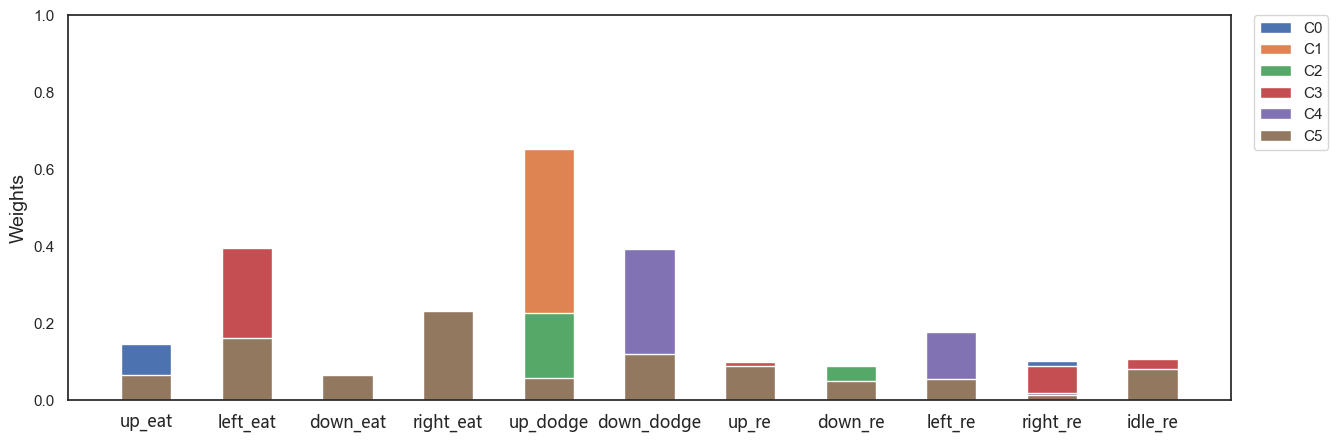 1.0
0.8
0.6
0.4
0.2
0.0
Weights
up_eat left_eat down_eat right_eat up_dodge down_dodge up_re down_re left_re right_re idle_re
C0
C1
C2
C3
C4
C5